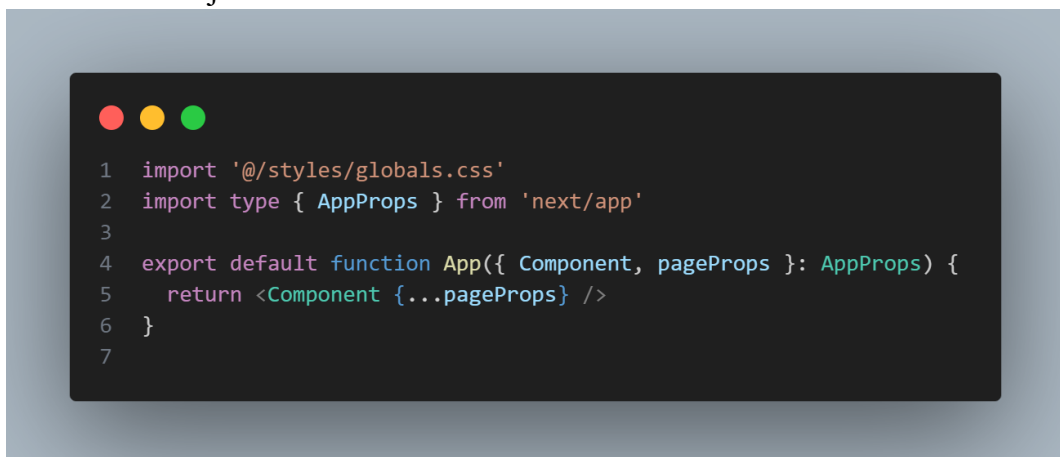 1 import '@/styles/globals.css'
2 import type { AppProps } from 'next/app'
3
4 export default function App({ Component, pageProps }: AppProps) {
5   return <Component {...pageProps} />
6 }
7